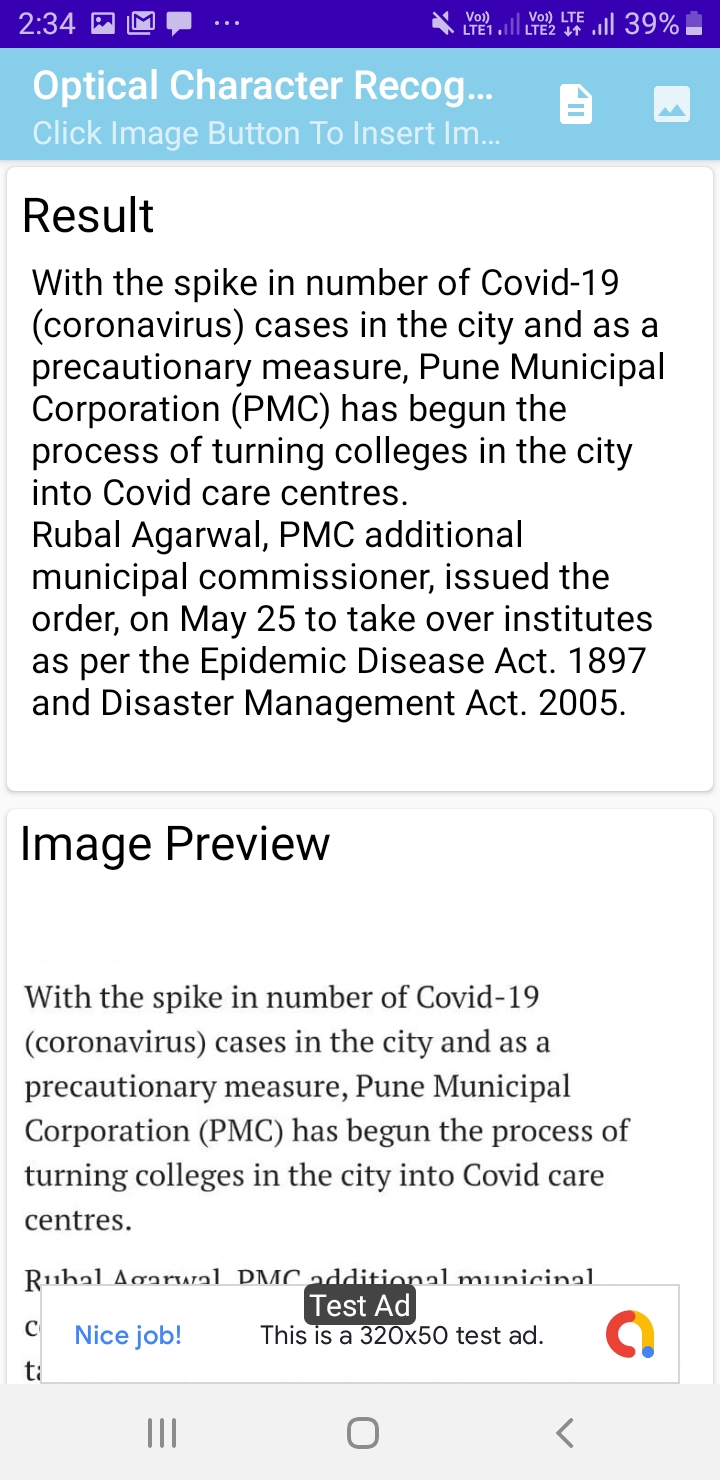 2:34 ... Vo)) LTE1 Vo)) LTE2 LTE 39%
Optical Character Recog...
Click Image Button To Insert Im...
Result
With the spike in number of Covid-19
(coronavirus) cases in the city and as a
precautionary measure, Pune Municipal
Corporation (PMC) has begun the
process of turning colleges in the city
into Covid care centres.
Rubal Agarwal, PMC additional
municipal commissioner, issued the
order, on May 25 to take over institutes
as per the Epidemic Disease Act. 1897
and Disaster Management Act. 2005.
Image Preview
With the spike in number of Covid-19
(coronavirus) cases in the city and as a
precautionary measure, Pune Municipal
Corporation (PMC) has begun the process of
turning colleges in the city into Covid care
centres.
Rubal Agarwal, PMC additional municipal
Test Ad
Nice job! This is a 320x50 test ad.